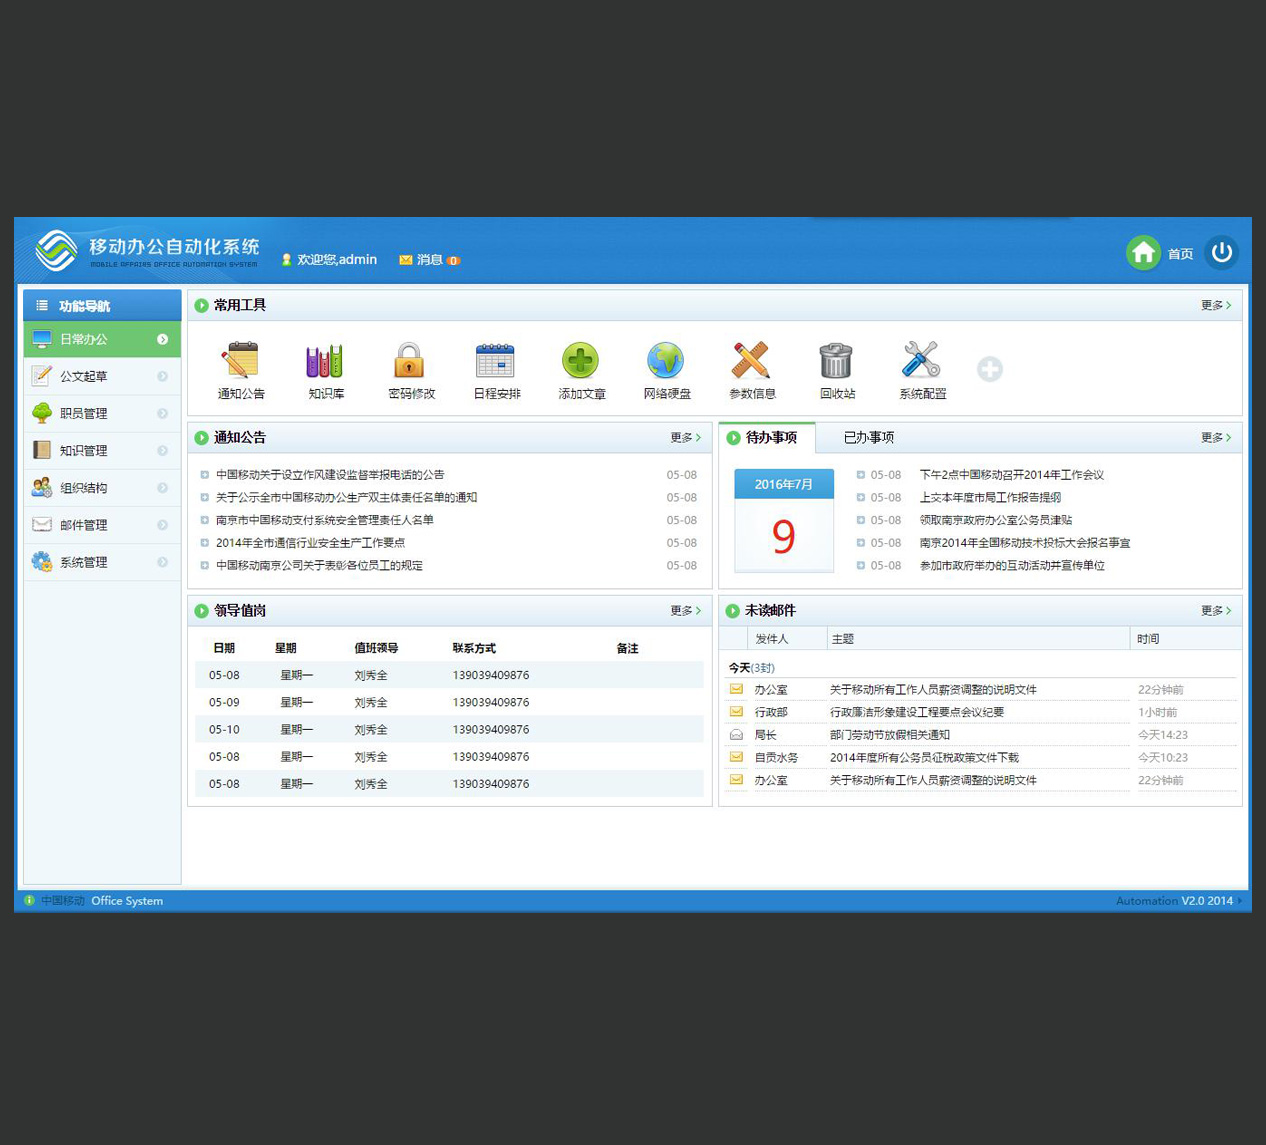 移动办公自动化系统
MOBILE AFFAIRS OFFICE AUTOMATION SYSTEM
欢迎您,admin 消息 0
首页
功能导航
日常办公
公文起草
职员管理
知识管理
组织结构
邮件管理
系统管理
常用工具 更多
通知公告 知识库 密码修改 日程安排 添加文章 网络硬盘 参数信息 回收站 系统配置
通知公告 更多
中国移动关于设立作风建设监督举报电话的公告 05-08
关于公示全市中国移动办公生产双主体责任名单的通知 05-08
南京市中国移动支付系统安全管理责任人名单 05-08
2014年全市通信行业安全生产工作要点 05-08
中国移动南京公司关于表彰各位员工的规定 05-08
待办事项 已办事项 更多
2016年7月
9
05-08 下午2点中国移动召开2014年工作会议
05-08 上交本年度市局工作报告提纲
05-08 领取南京政府办公室公务员津贴
05-08 南京2014年全国移动技术投标大会报名事宜
05-08 参加市政府举办的互动活动并宣传单位
领导值岗 更多
日期 星期 值班领导 联系方式 备注
05-08 星期一 刘秀全 139039409876
05-09 星期一 刘秀全 139039409876
05-10 星期一 刘秀全 139039409876
05-08 星期一 刘秀全 139039409876
05-08 星期一 刘秀全 139039409876
未读邮件 更多
发件人 主题 时间
今天(3封)
办公室 关于移动所有工作人员薪资调整的说明文件 22分钟前
行政部 行政廉洁形象建设工程要点会议纪要 1小时前
局长 部门劳动节放假相关通知 今天14:23
自贡水务 2014年度所有公务员征税政策文件下载 今天10:23
办公室 关于移动所有工作人员薪资调整的说明文件 22分钟前
中国移动 Office System
Automation V2.0 2014